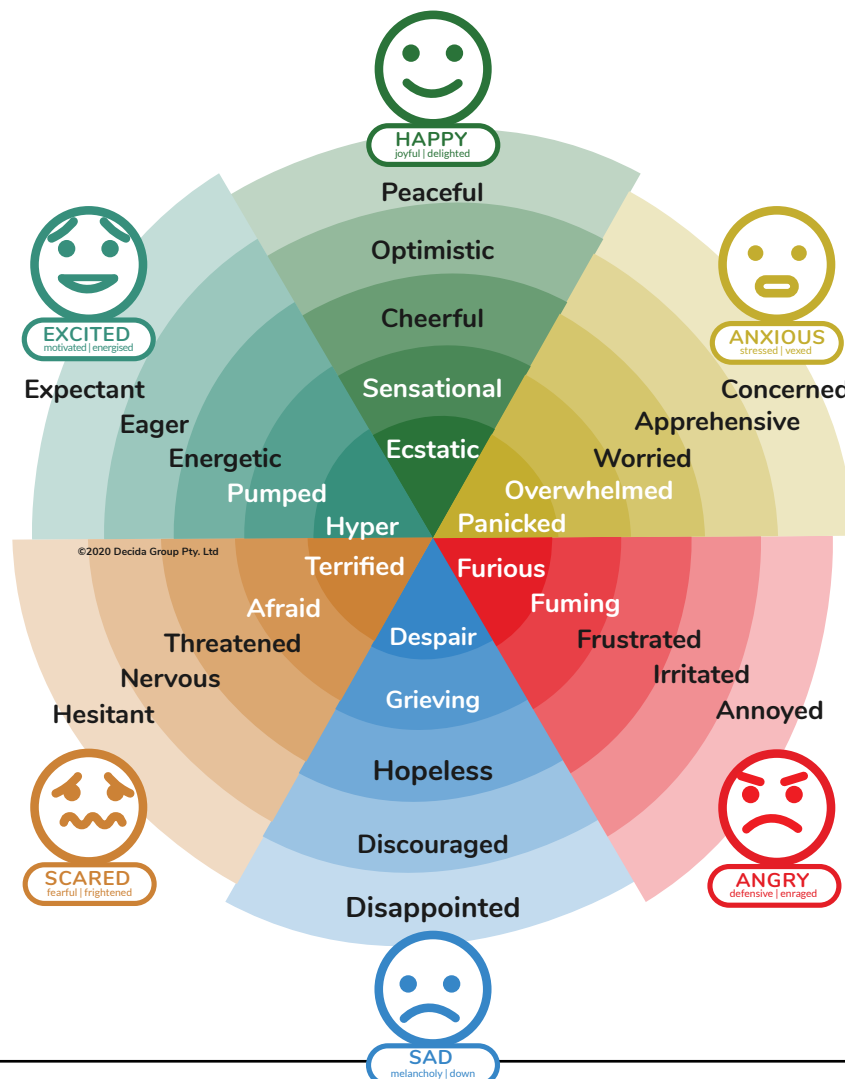 HAPPY
joyful | delighted
Peaceful
Optimistic
Cheerful
Sensational
Ecstatic
EXCITED
motivated | energised
Expectant
Eager
Energetic
Pumped
Hyper
ANXIOUS
stressed | vexed
Concerned
Apprehensive
Worried
Overwhelmed
Panicked
©2020 Decida Group Pty. Ltd
Terrified
Afraid
Threatened
Nervous
Hesitant
SCARED
fearful | frightened
Furious
Fuming
Frustrated
Irritated
Annoyed
ANGRY
defensive | enraged
Despair
Grieving
Hopeless
Discouraged
Disappointed
SAD
melancholy | down